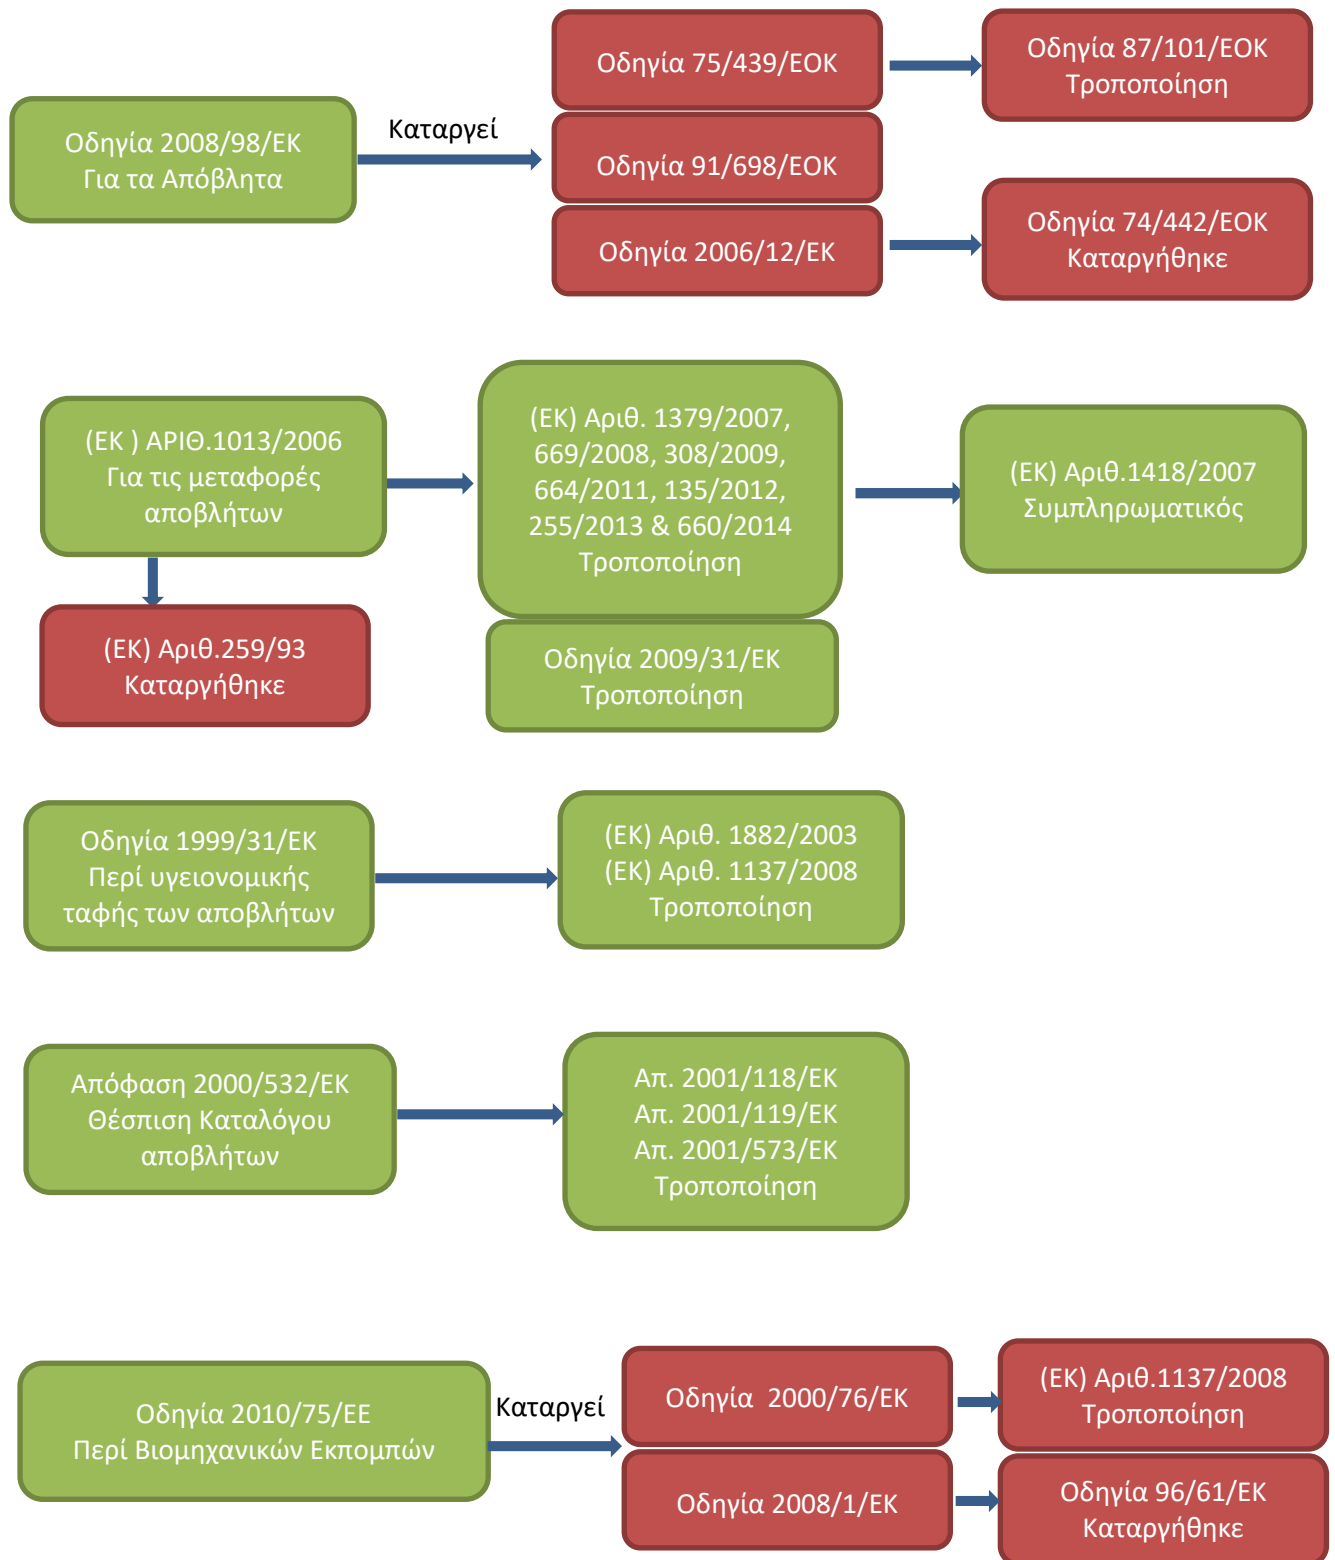 Οδηγία 2008/98/ΕΚ
Για τα Απόβλητα
Καταργεί
Οδηγία 75/439/ΕΟΚ
Οδηγία 91/698/ΕΟΚ
Οδηγία 2006/12/ΕΚ
Οδηγία 87/101/ΕΟΚ
Τροποποίηση
Οδηγία 74/442/ΕΟΚ
Καταργήθηκε
(ΕΚ ) ΑΡΙΘ.1013/2006
Για τις μεταφορές
αποβλήτων
(ΕΚ) Αριθ. 1379/2007,
669/2008, 308/2009,
664/2011, 135/2012,
255/2013 & 660/2014
Τροποποίηση
(ΕΚ) Αριθ.1418/2007
Συμπληρωματικός
(ΕΚ) Αριθ.259/93
Καταργήθηκε
Οδηγία 2009/31/ΕΚ
Τροποποίηση
Οδηγία 1999/31/ΕΚ
Περί υγειονομικής
ταφής των αποβλήτων
(ΕΚ) Αριθ. 1882/2003
(ΕΚ) Αριθ. 1137/2008
Τροποποίηση
Απόφαση 2000/532/ΕΚ
Θέσπιση Καταλόγου
αποβλήτων
Απ. 2001/118/ΕΚ
Απ. 2001/119/ΕΚ
Απ. 2001/573/ΕΚ
Τροποποίηση
Οδηγία 2010/75/ΕΕ
Περί Βιομηχανικών Εκπομπών
Καταργεί
Οδηγία  2000/76/ΕΚ
Οδηγία 2008/1/ΕΚ
(ΕΚ) Αριθ.1137/2008
Τροποποίηση
Οδηγία 96/61/ΕΚ
Καταργήθηκε